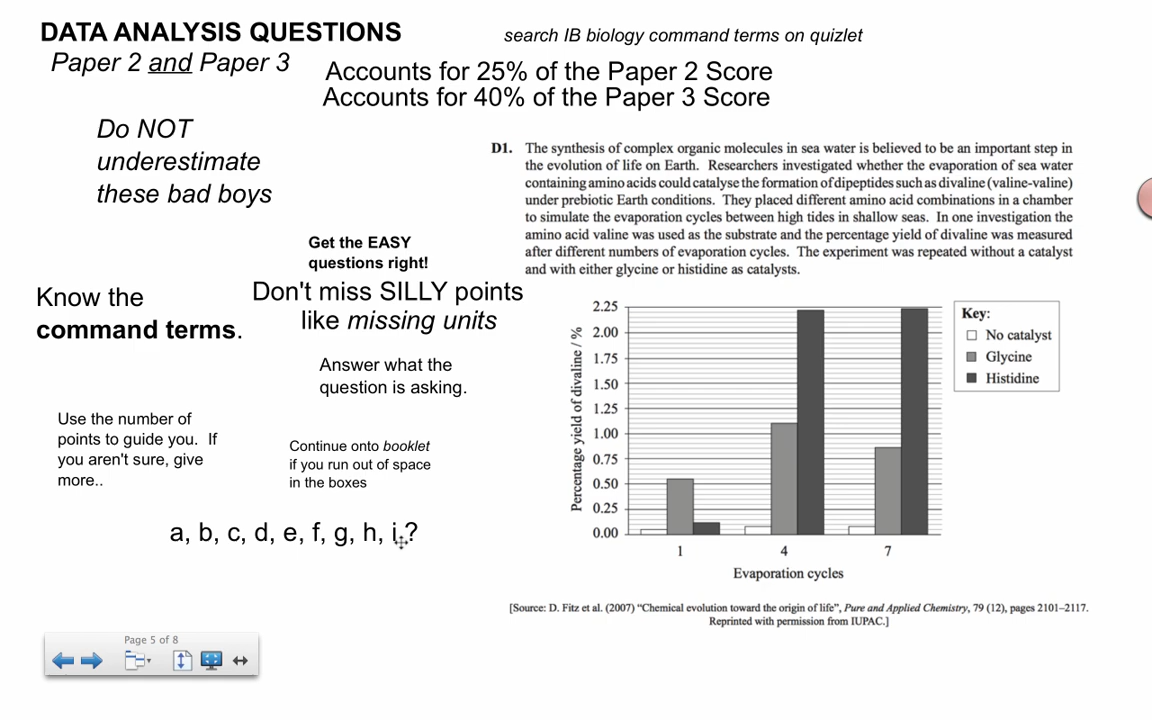 DATA ANALYSIS QUESTIONS
Paper 2 and Paper 3
search IB biology command terms on quizlet
Accounts for 25% of the Paper 2 Score
Accounts for 40% of the Paper 3 Score
Do NOT
underestimate
these bad boys
Get the EASY
questions right!
Know the
command terms.
Don't miss SILLY points
like missing units
Answer what the
question is asking.
Use the number of
points to guide you. If
you aren't sure, give
more..
Continue onto booklet
if you run out of space
in the boxes
a, b, c, d, e, f, g, h, i,?
D1. The synthesis of complex organic molecules in sea water is believed to be an important step in
the evolution of life on Earth. Researchers investigated whether the evaporation of sea water
containing amino acids could catalyse the formation of dipeptides such as divaline (valine-valine)
under prebiotic Earth conditions. They placed different amino acid combinations in a chamber
to simulate the evaporation cycles between high tides in shallow seas. In one investigation the
amino acid valine was used as the substrate and the percentage yield of divaline was measured
after different numbers of evaporation cycles. The experiment was repeated without a catalyst
and with either glycine or histidine as catalysts.
Percentage yield of divaline / %
2.25
2.00
1.75
1.50
1.25
1.00
0.75
0.50
0.25
0.00
1 4 7
Evaporation cycles
Key:
No catalyst
Glycine
Histidine
[Source: D. Fitz et al. (2007) “Chemical evolution toward the origin of life”, Pure and Applied Chemistry, 79 (12), pages 2101–2117.
Reprinted with permission from IUPAC.]
Page 5 of 8